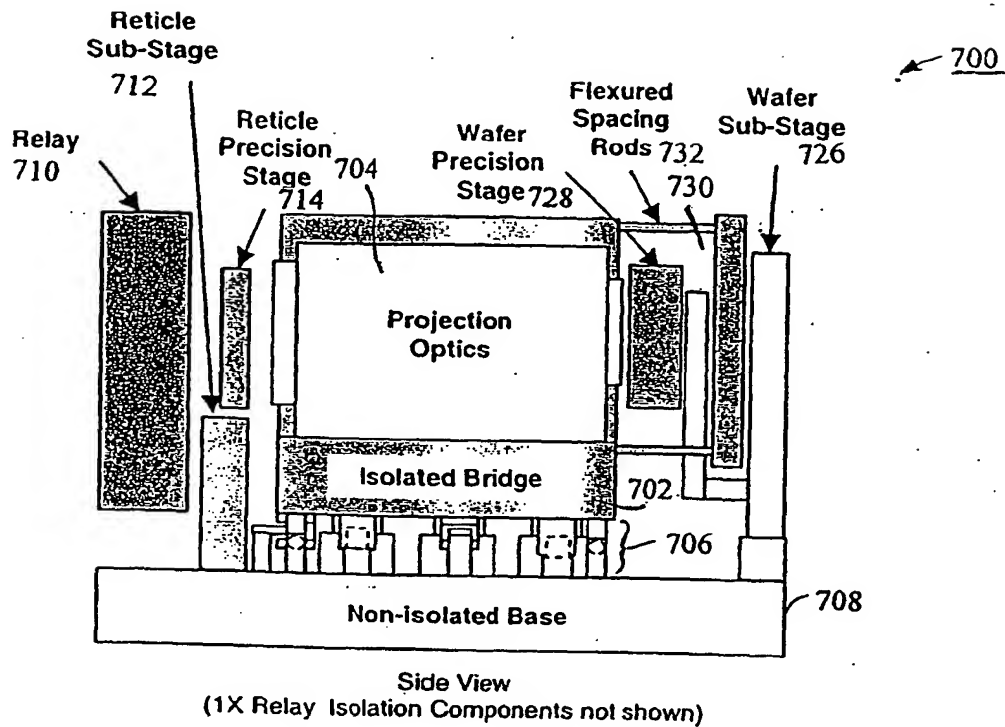 Reticle
Sub-Stage
712
700
Relay
710
Reticle
Precision
Stage
714
704
Wafer
Precision
Stage 728
Flexured
Spacing
Rods 732
730
Wafer
Sub-Stage
726
Projection
Optics
Isolated Bridge
702
706
Non-isolated Base
708
Side View
(1X Relay Isolation Components not shown)